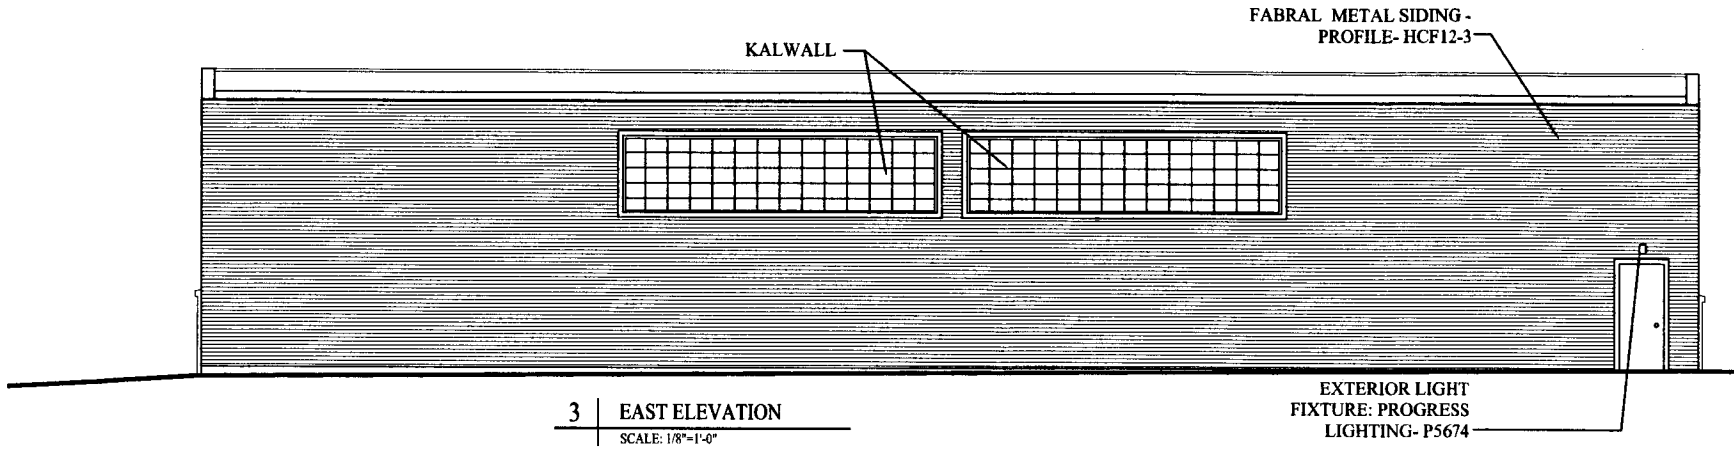 FABRAL METAL SIDING -
PROFILE- HCF12-3
KALWALL
EXTERIOR LIGHT
FIXTURE: PROGRESS
LIGHTING- P5674
3 EAST ELEVATION
SCALE: 1/8"=1'-0"